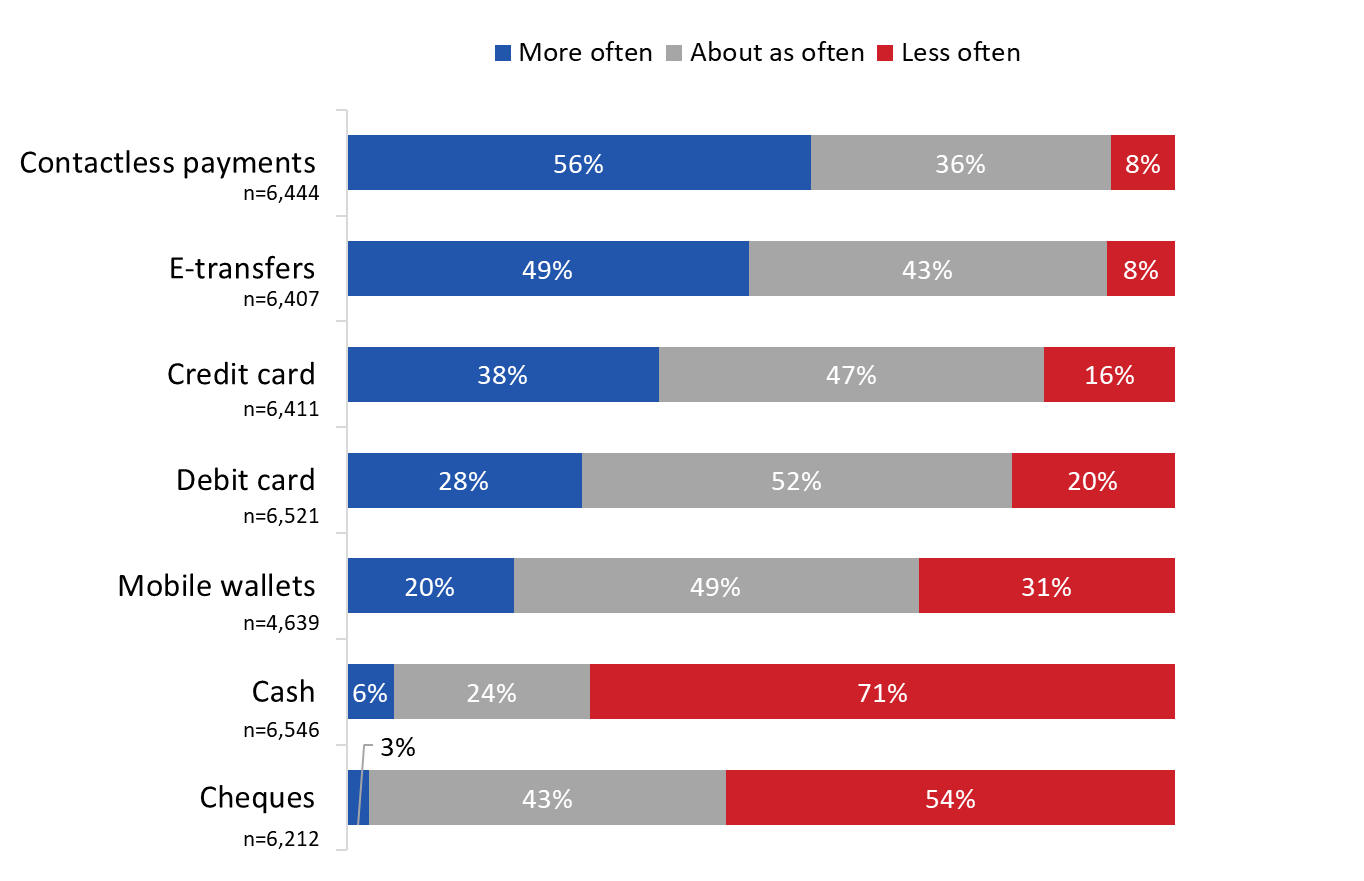 More often About as often Less often
Contactless payments 56% 36% 8%
n=6,444
E-transfers 49% 43% 8%
n=6,407
Credit card 38% 47% 16%
n=6,411
Debit card 28% 52% 20%
n=6,521
Mobile wallets 20% 49% 31%
n=4,639
Cash 6% 24% 71%
n=6,546
3%
Cheques 43% 54%
n=6,212